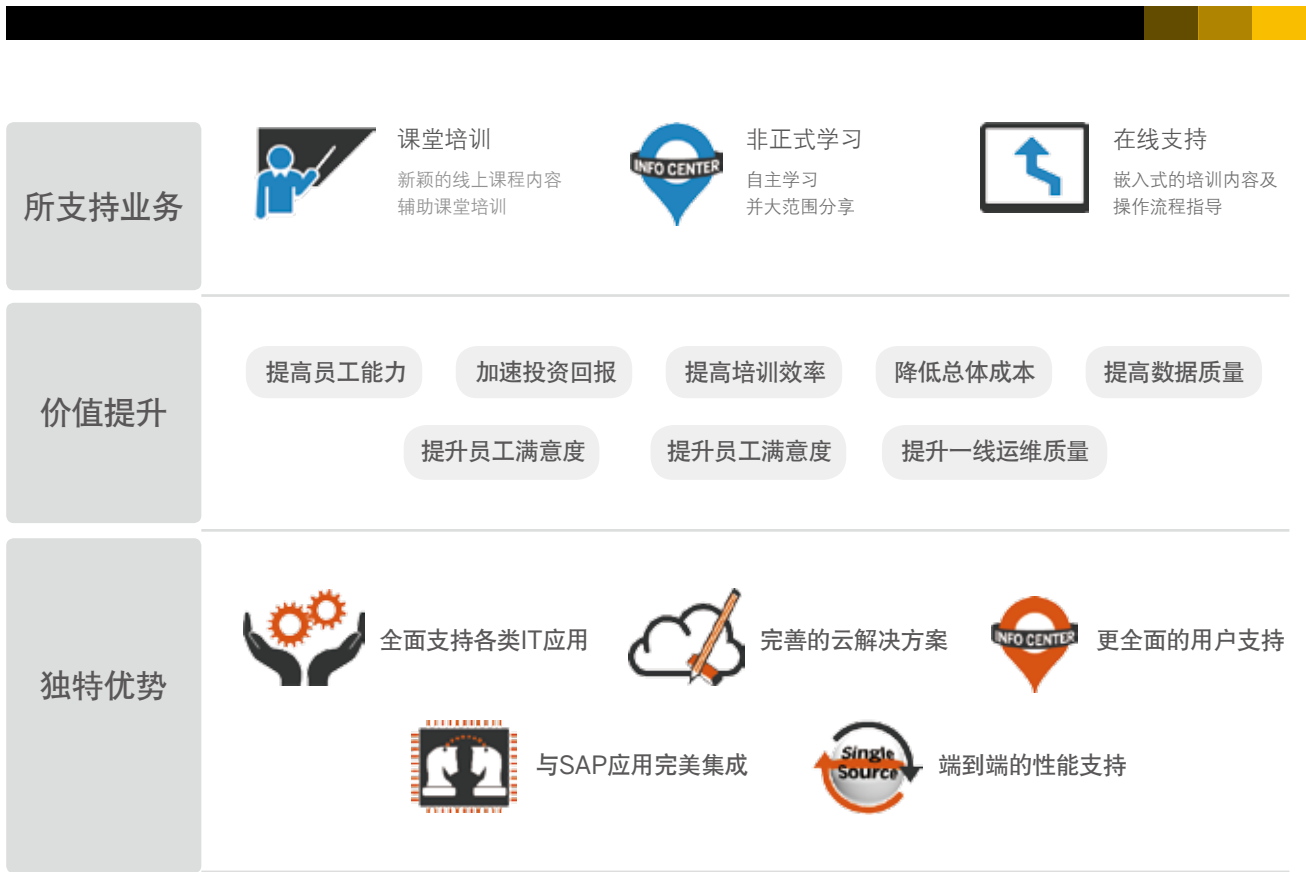 所支持业务
课堂培训
新颖的线上课程内容
辅助课堂培训
INFO CENTER
非正式学习
自主学习
并大范围分享
在线支持
嵌入式的培训内容及
操作流程指导
价值提升
提高员工能力
加速投资回报
提高培训效率
降低总体成本
提高数据质量
提升员工满意度
提升员工满意度
提升一线运维质量
独特优势
全面支持各类IT应用
完善的云解决方案
INFO CENTER
更全面的用户支持
与SAP应用完美集成
Single
Source
端到端的性能支持